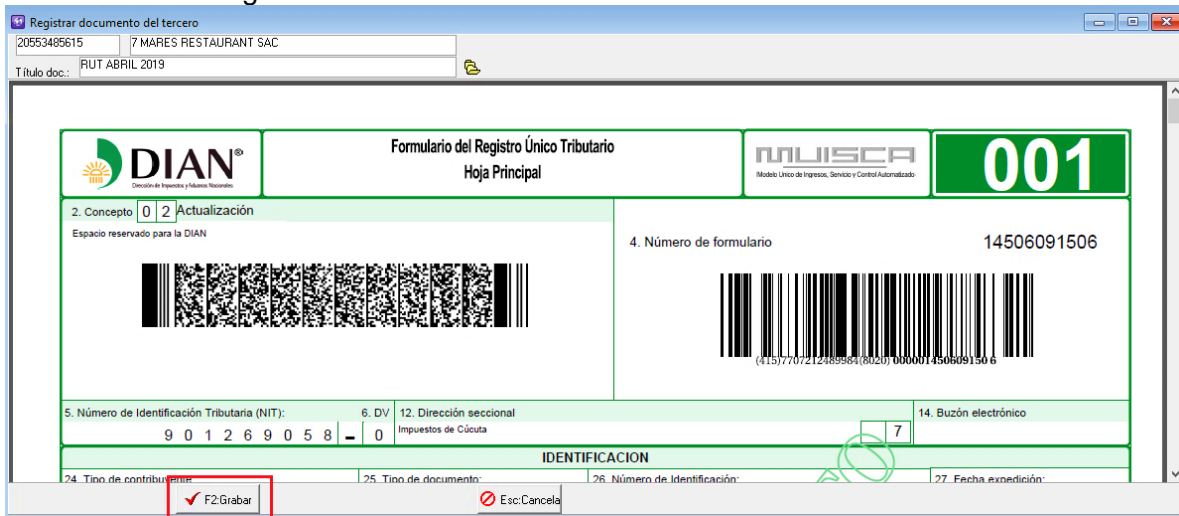 Registrar documento del tercero
20553485615 7 MARES RESTAURANT SAC
Título doc.: RUT ABRIL 2019
DIAN®
Dirección de Impuestos y Aduanas Nacionales
Formulario del Registro Único Tributario
Hoja Principal
MUISCA
Modelo Unico de Ingresos, Servicio y Control Automatizado
001
2. Concepto 0 2 Actualización
Espacio reservado para la DIAN
4. Número de formulario 14506091506
(415)7707212489984(8020) 000001450609150 6
5. Número de Identificación Tributaria (NIT): 6. DV 12. Dirección seccional 14. Buzón electrónico
9 0 1 2 6 9 0 5 8 - 0 Impuestos de Cúcuta 7
IDENTIFICACION
24. Tipo de contribuyente: 25. Tipo de documento: 26. Número de Identificación: 27. Fecha expedición:
F2:Grabar Esc:Cancela